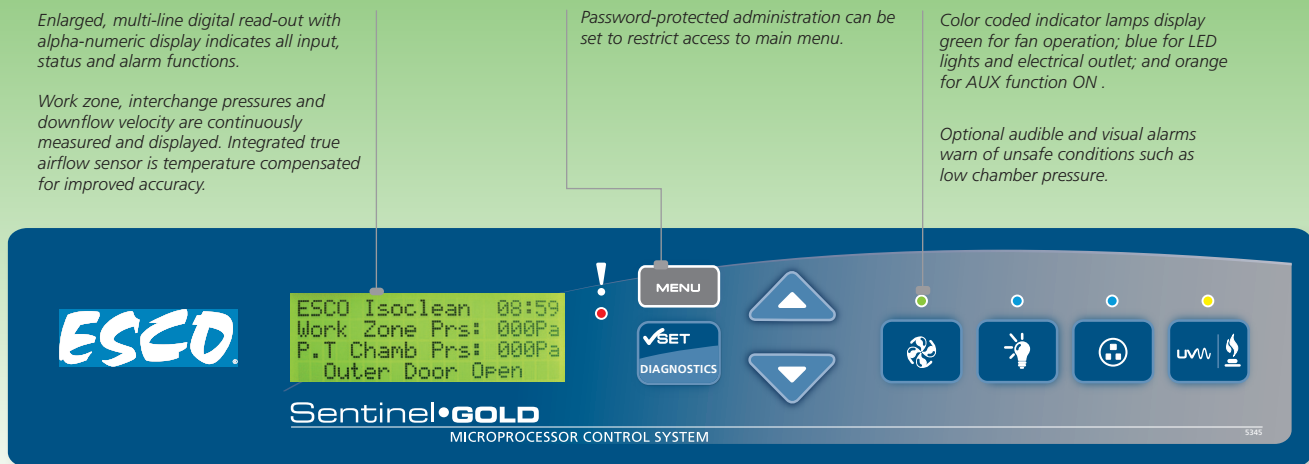 Enlarged, multi-line digital read-out with
alpha-numeric display indicates all input,
status and alarm functions.
Work zone, interchange pressures and
downflow velocity are continuously
measured and displayed. Integrated true
airflow sensor is temperature compensated
for improved accuracy.
Password-protected administration can be
set to restrict access to main menu.
Color coded indicator lamps display
green for fan operation; blue for LED
lights and electrical outlet; and orange
for AUX function ON .
Optional audible and visual alarms
warn of unsafe conditions such as
low chamber pressure.
ESCO
ESCO Isoclean 08:59
Work Zone Prs: 000Pa
P.T Chamb Prs: 000Pa
Outer Door Open
!
MENU
SET
DIAGNOSTICS
UV
Sentinel•GOLD
MICROPROCESSOR CONTROL SYSTEM
5345